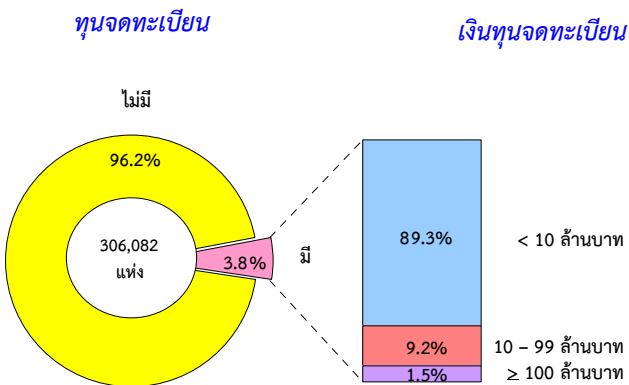 ทุนจดทะเบียน
เงินทุนจดทะเบียน
ไม่มี
96.2%
306,082
แห่ง
3.8%
มี
89.3%
< 10 ล้านบาท
9.2%
10 – 99 ล้านบาท
1.5%
≥ 100 ล้านบาท